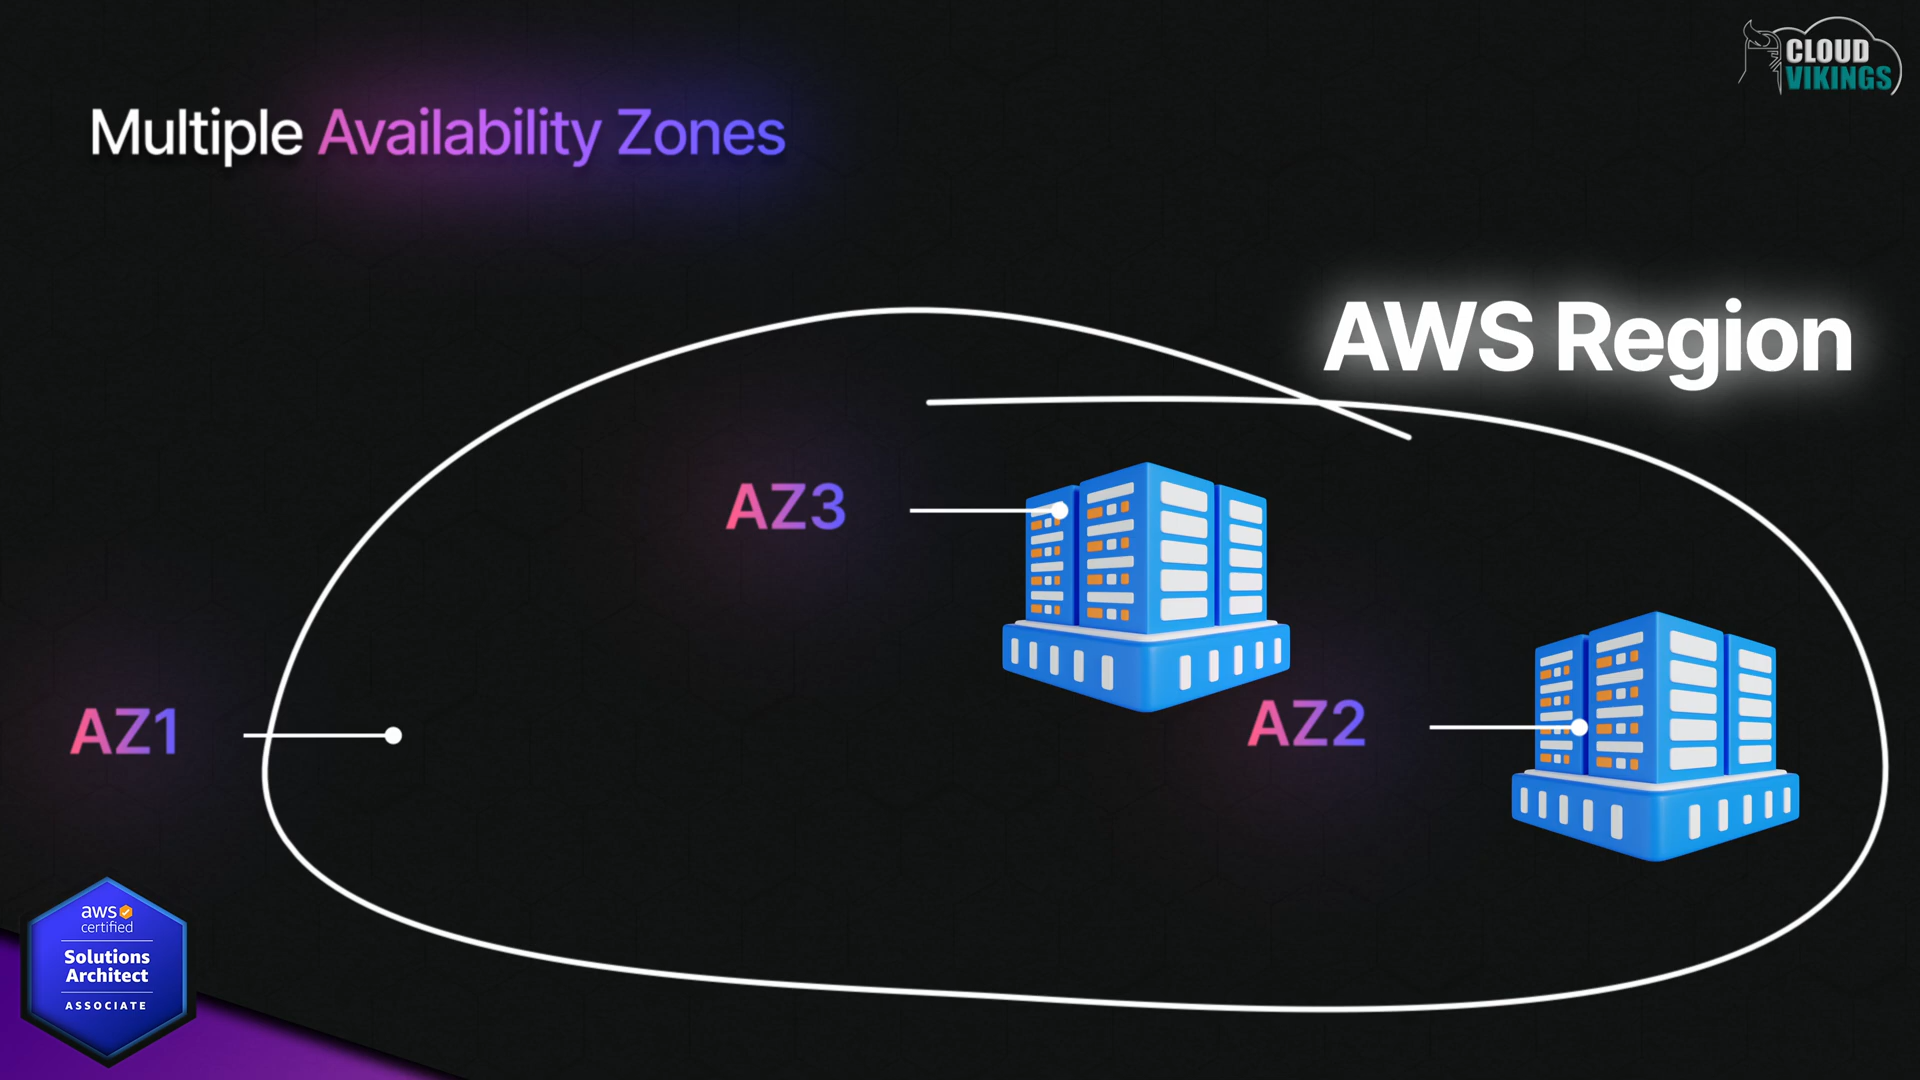 CLOUD
VIKINGS
Multiple Availability Zones
AWS Region
AZ3
AZ2
AZ1
aws
certified
Solutions
Architect
ASSOCIATE